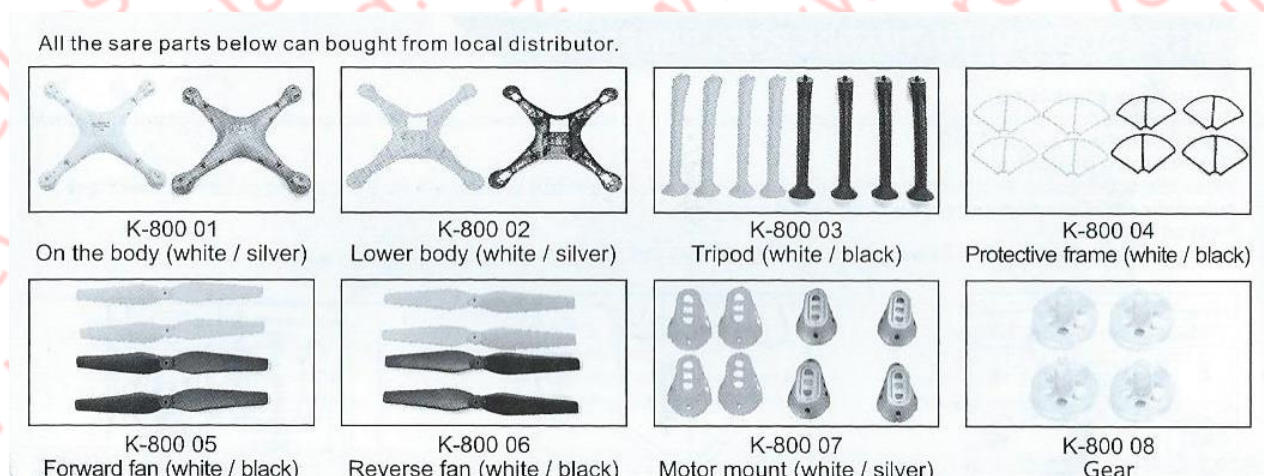 All the sare parts below can bought from local distributor.
K-800 01
On the body (white / silver)
K-800 02
Lower body (white / silver)
K-800 03
Tripod (white / black)
K-800 04
Protective frame (white / black)
K-800 05
Forward fan (white / black)
K-800 06
Reverse fan (white / black)
K-800 07
Motor mount (white / silver)
K-800 08
Gear